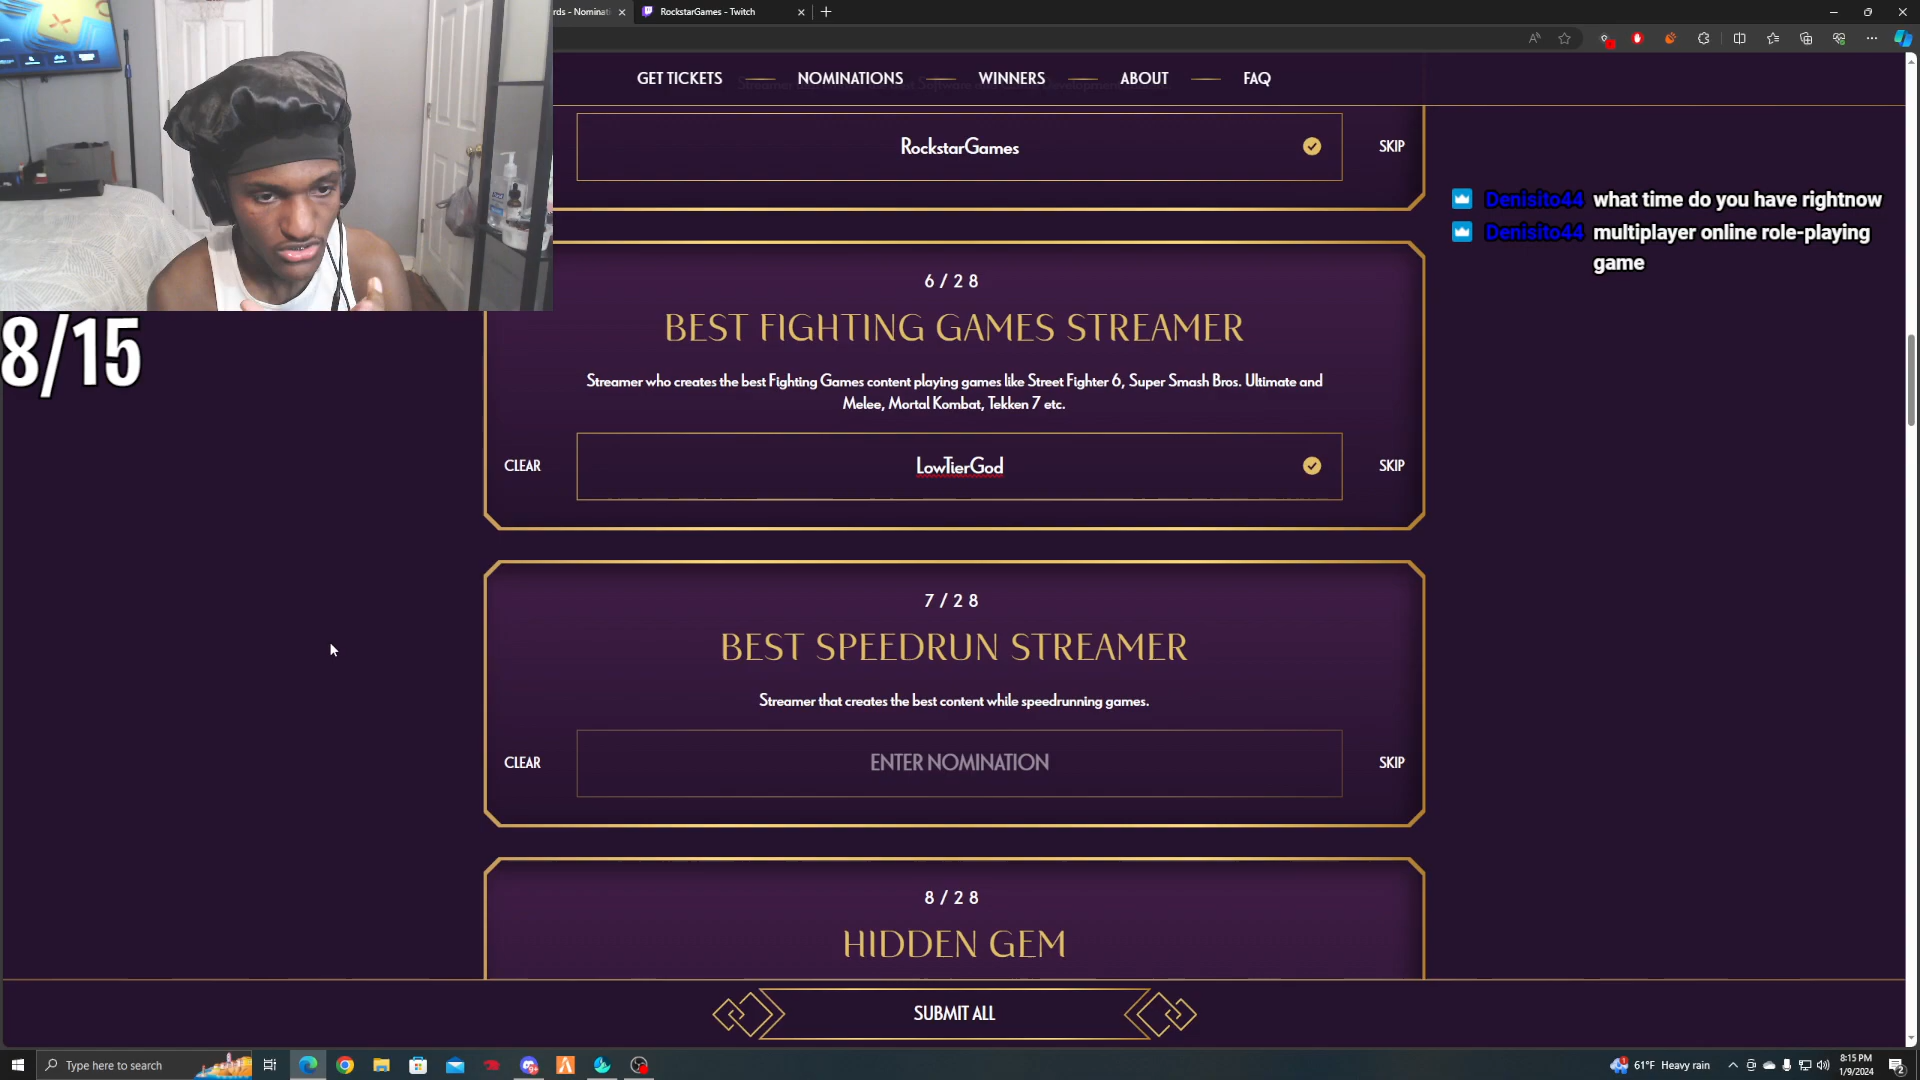 rds - Nominati
RockstarGames - Twitch
GET TICKETS
NOMINATIONS
WINNERS
ABOUT
FAQ
RockstarGames
SKIP
Denisito44 what time do you have rightnow
Denisito44 multiplayer online role-playing
game
8/15
6/28
BEST FIGHTING GAMES STREAMER
Streamer who creates the best Fighting Games content playing games like Street Fighter 6, Super Smash Bros. Ultimate and
Melee, Mortal Kombat, Tekken 7 etc.
CLEAR
LowTierGod
SKIP
7/28
BEST SPEEDRUN STREAMER
Streamer that creates the best content while speedrunning games.
CLEAR
ENTER NOMINATION
SKIP
8/28
HIDDEN GEM
SUBMIT ALL
Type here to search
61°F Heavy rain
8:15 PM
1/9/2024